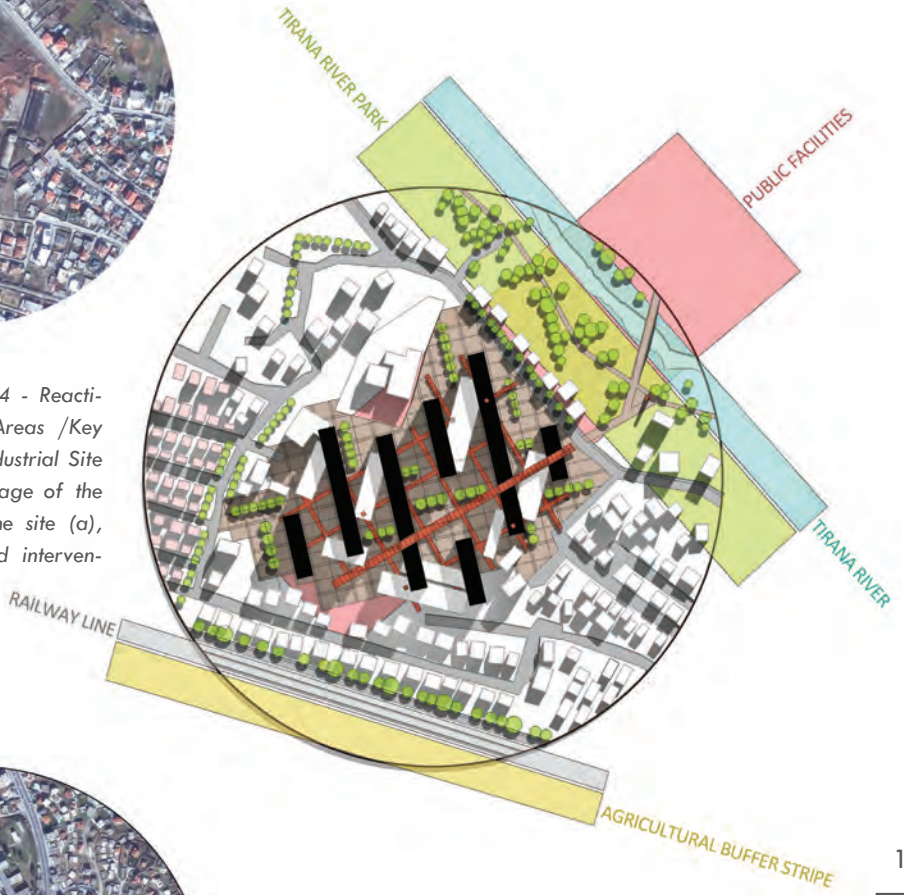 TIRANA RIVER PARK
PUBLIC FACILITIES
4 - Reacti-
Areas /Key
dustrial Site
age of the
ne site (a),
d interven-
RAILWAY LINE
TIRANA RIVER
AGRICULTURAL BUFFER STRIPE
1